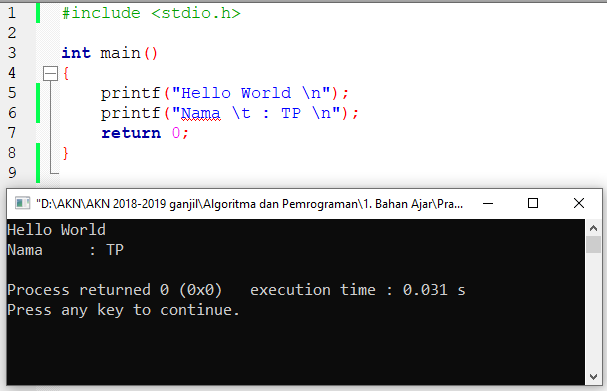 1 #include <stdio.h>
2
3 int main()
4 {
5 printf("Hello World \n");
6 printf("Nama \t : TP \n");
7 return 0;
8 }
9
"D:\AKN\AKN 2018-2019 ganjil\Algoritma dan Pemrograman\1. Bahan Ajar\Pra...
Hello World
Nama     : TP
Process returned 0 (0x0)   execution time : 0.031 s
Press any key to continue.